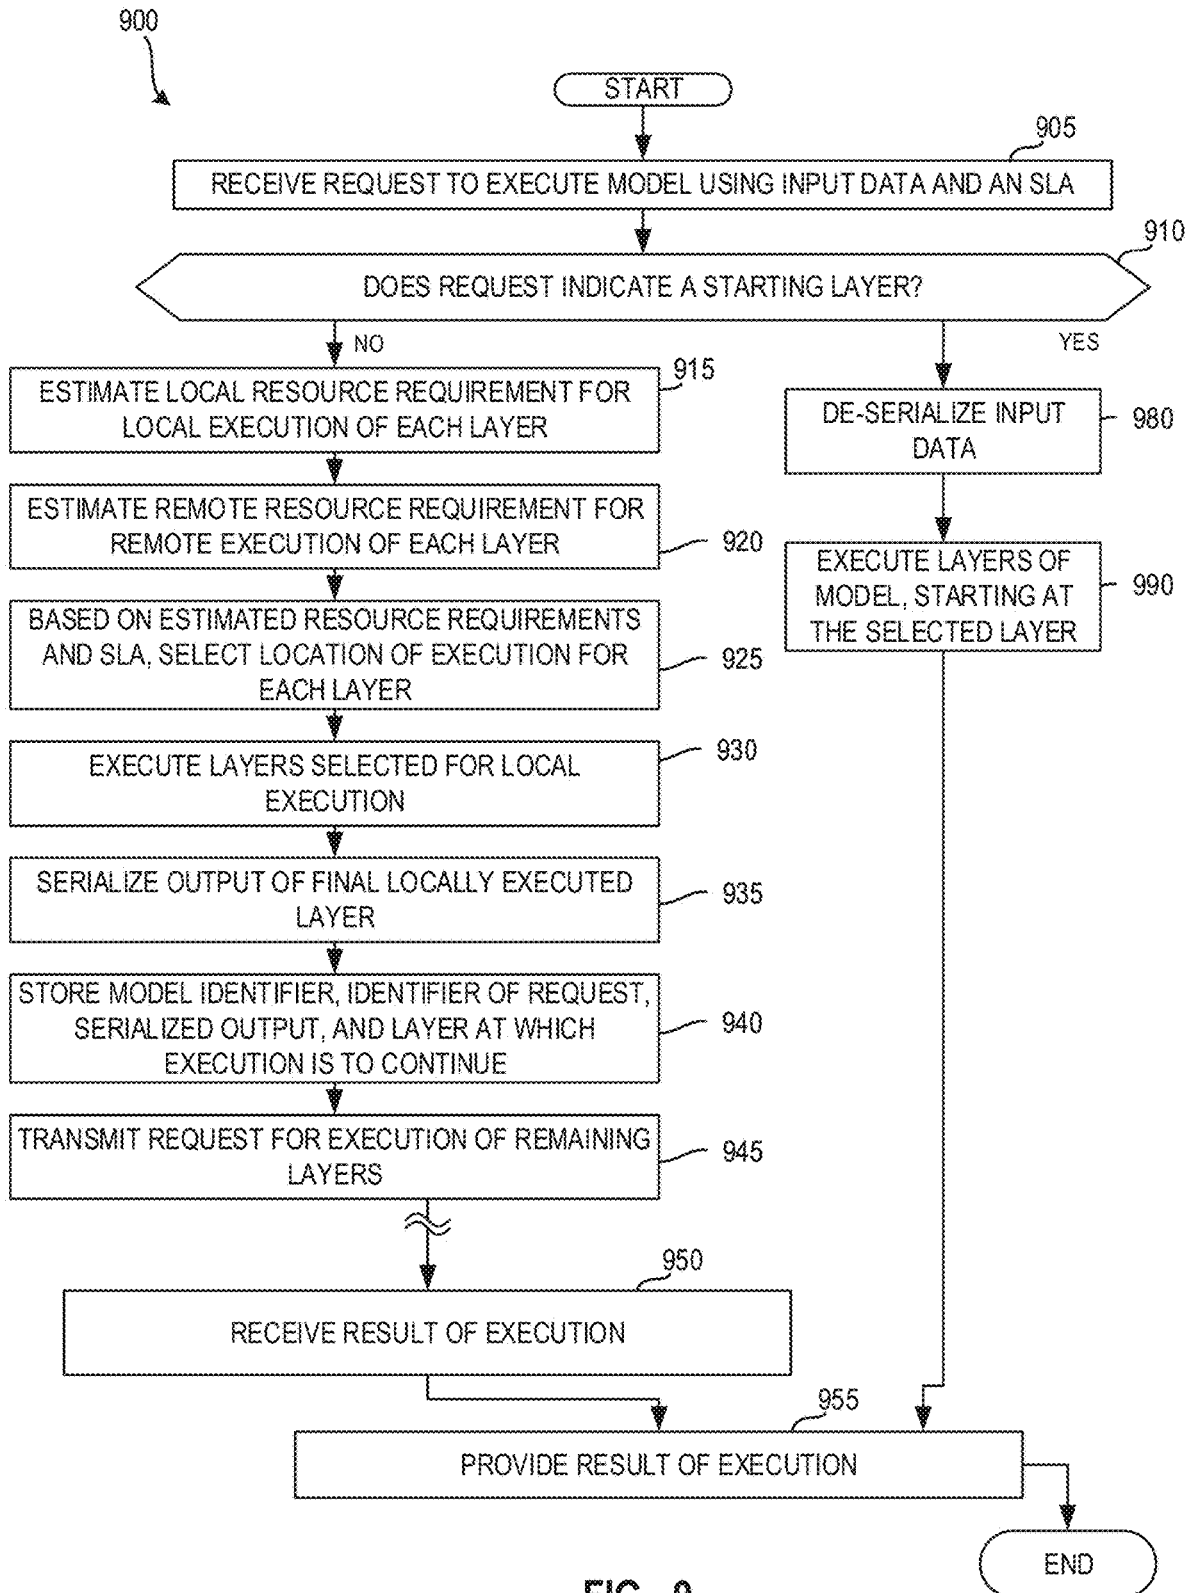 900
START
905
RECEIVE REQUEST TO EXECUTE MODEL USING INPUT DATA AND AN SLA
910
DOES REQUEST INDICATE A STARTING LAYER?
NO
YES
915
ESTIMATE LOCAL RESOURCE REQUIREMENT FOR
LOCAL EXECUTION OF EACH LAYER
ESTIMATE REMOTE RESOURCE REQUIREMENT FOR
REMOTE EXECUTION OF EACH LAYER
920
BASED ON ESTIMATED RESOURCE REQUIREMENTS
AND SLA, SELECT LOCATION OF EXECUTION FOR
EACH LAYER
925
EXECUTE LAYERS SELECTED FOR LOCAL
EXECUTION
930
SERIALIZE OUTPUT OF FINAL LOCALLY EXECUTED
LAYER
935
STORE MODEL IDENTIFIER, IDENTIFIER OF REQUEST,
SERIALIZED OUTPUT, AND LAYER AT WHICH
EXECUTION IS TO CONTINUE
940
TRANSMIT REQUEST FOR EXECUTION OF REMAINING
LAYERS
945
DE-SERIALIZE INPUT
DATA
980
EXECUTE LAYERS OF
MODEL, STARTING AT
THE SELECTED LAYER
990
950
RECEIVE RESULT OF EXECUTION
955
PROVIDE RESULT OF EXECUTION
END
FIG. 9